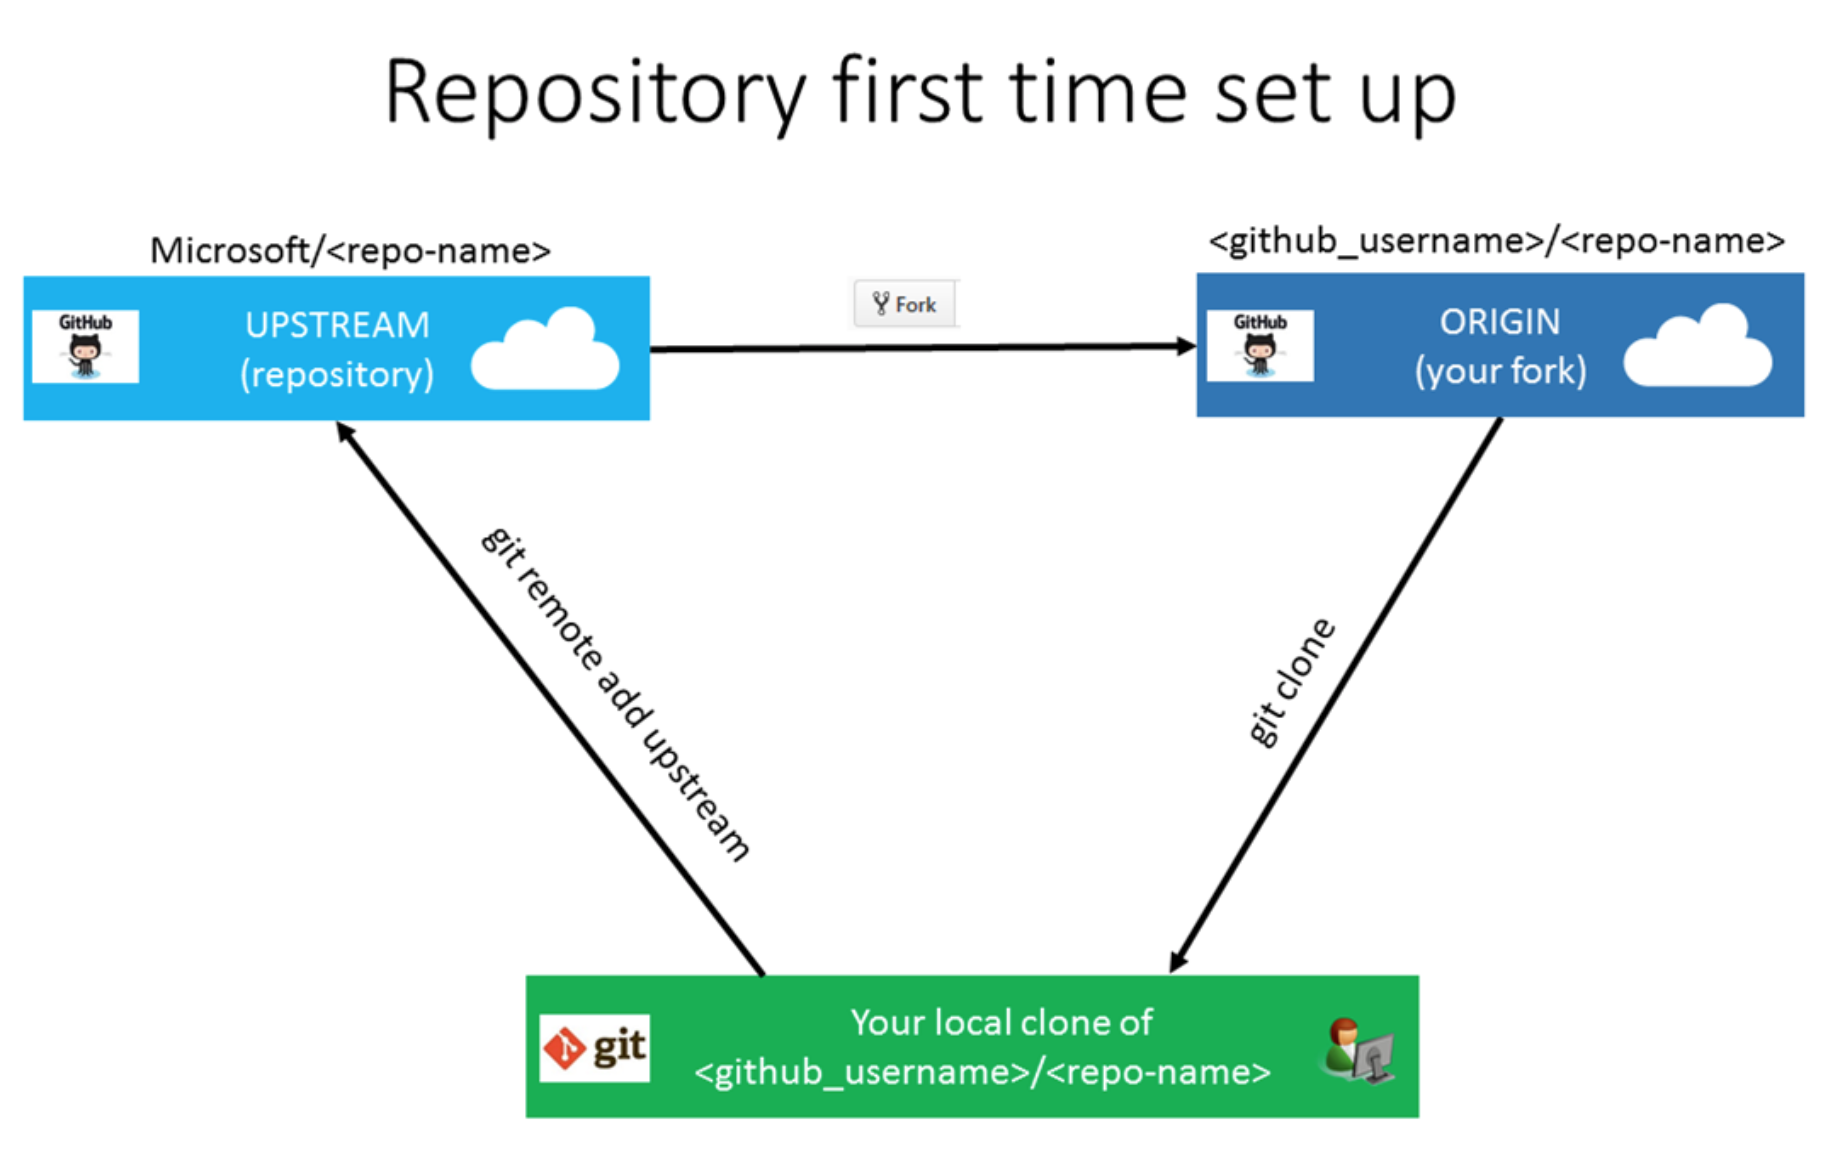 Repository first time set up
Microsoft/<repo-name>
<github_username>/<repo-name>
GitHub
UPSTREAM
(repository)
Fork
GitHub
ORIGIN
(your fork)
git remote add upstream
git clone
git
Your local clone of
<github_username>/<repo-name>